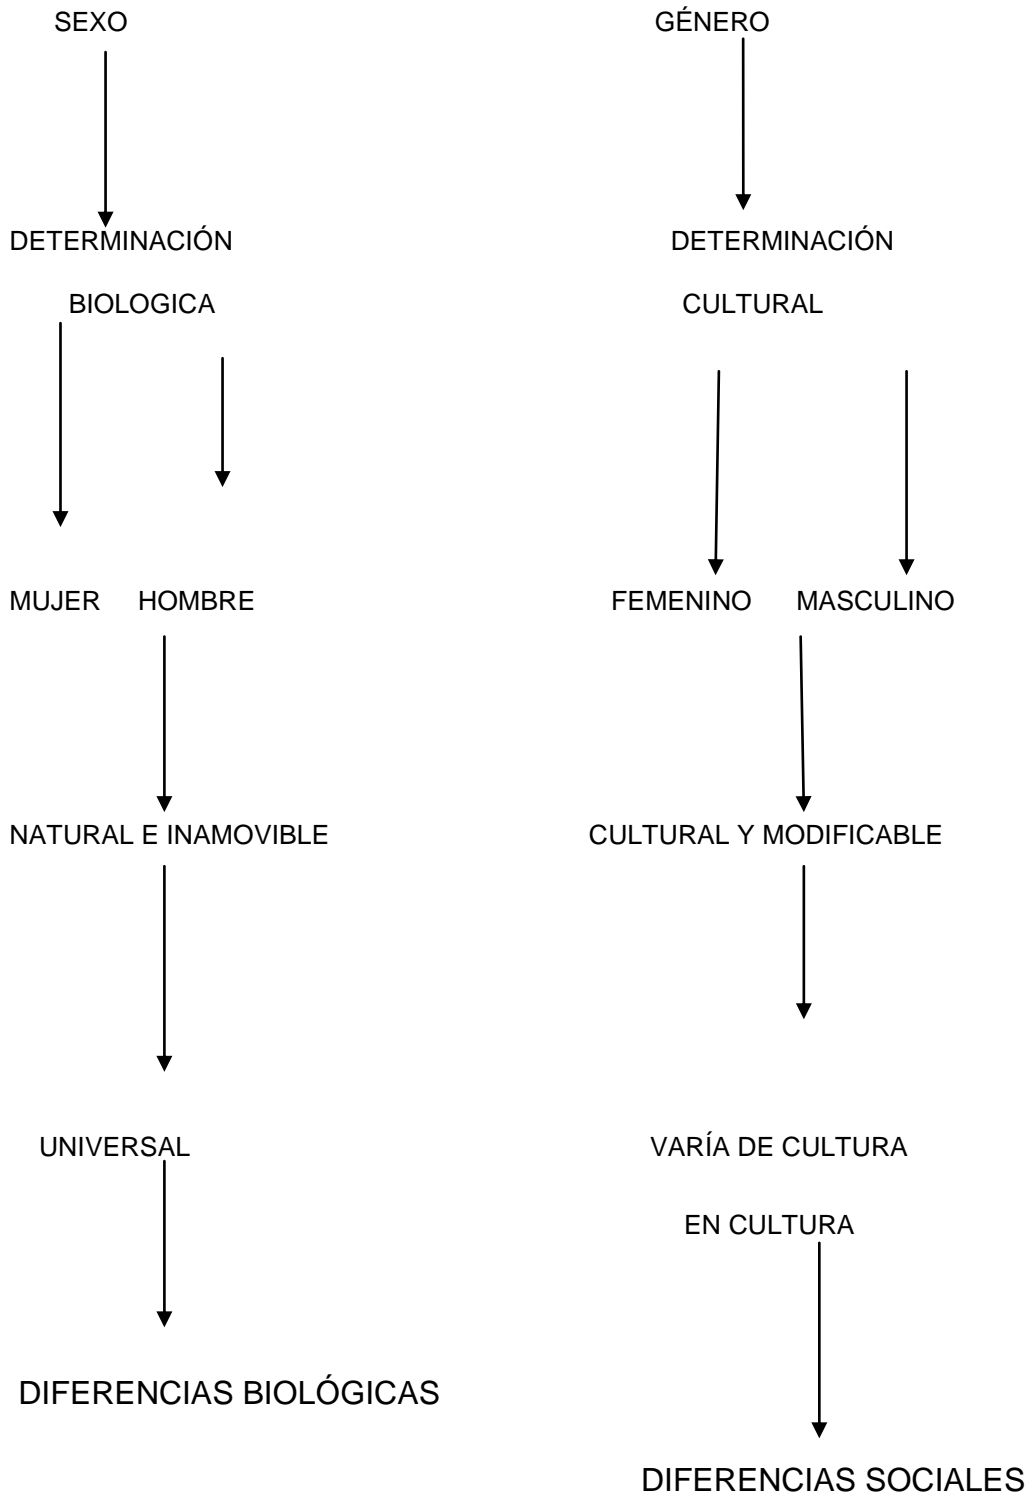 SEXO GÉNERO
DETERMINACIÓN DETERMINACIÓN
BIOLOGICA CULTURAL
MUJER HOMBRE FEMENINO MASCULINO
NATURAL E INAMOVIBLE CULTURAL Y MODIFICABLE
UNIVERSAL VARÍA DE CULTURA
EN CULTURA
DIFERENCIAS BIOLÓGICAS
DIFERENCIAS SOCIALES